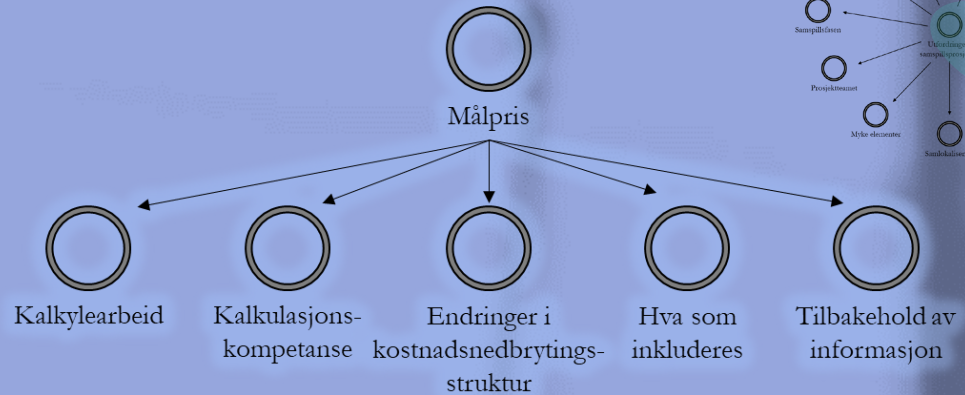 Målpris
Kalkylearbeid
Kalkulasjons-
kompetanse
Endringer i
kostnadsnedbrytings-
struktur
Hva som
inkluderes
Tilbakehold av
informasjon
Samspillsfasen
Prosjektteamet
Myke elementer